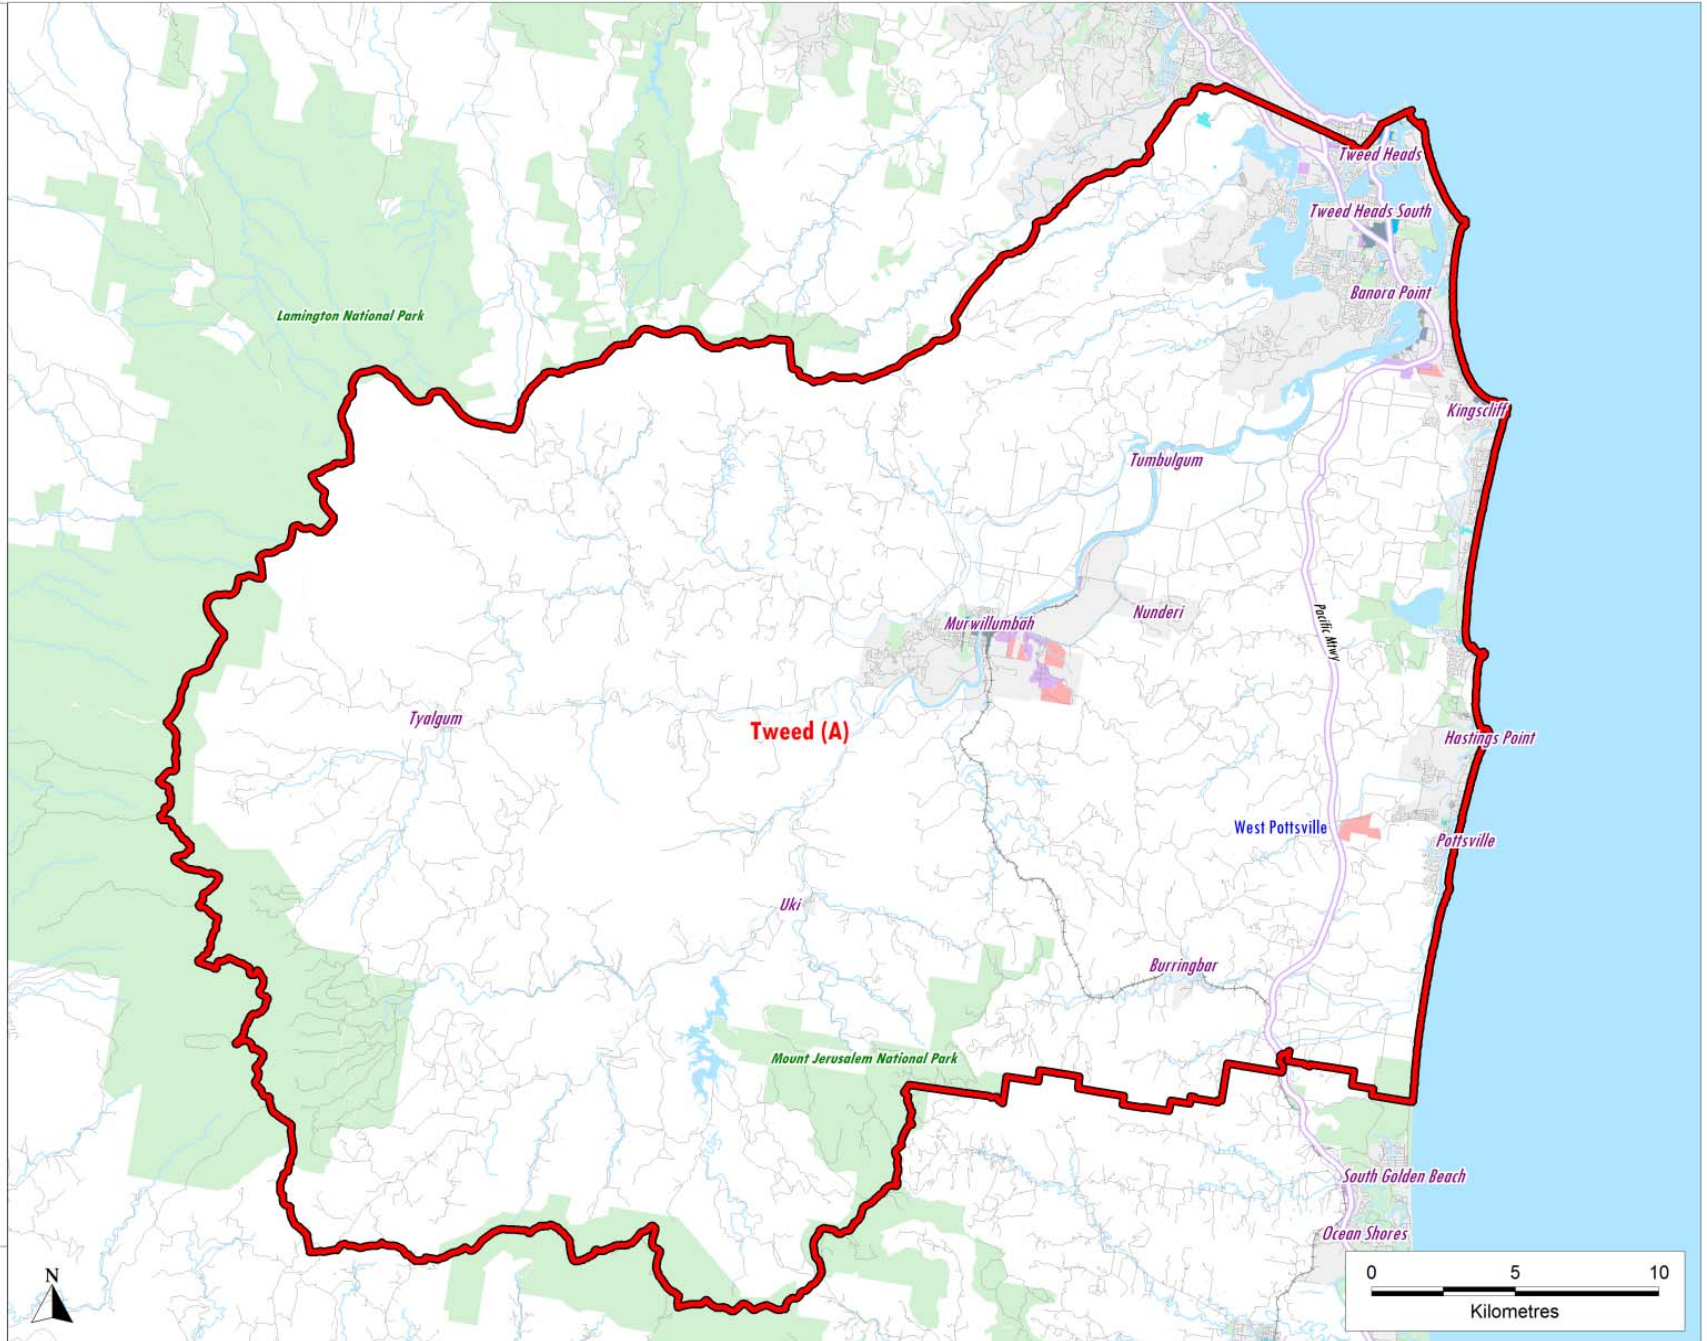 Tweed Heads
Tweed Heads South
Banora Point
Lamington National Park
Kingscliff
Tumbulgum
Nunderi
Murwillumbah
Pacific Mtwy
Tyalgum
Tweed (A)
Hastings Point
West Pottsville
Pottsville
Uki
Burringbar
Mount Jerusalem National Park
South Golden Beach
Ocean Shores
N
0 5 10
Kilometres